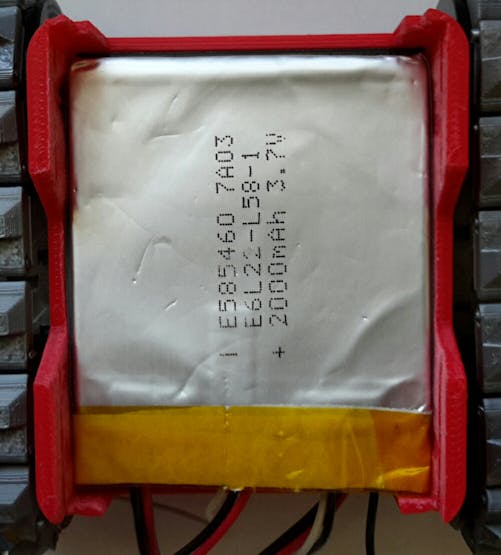 - E585460 7A03
E6L22-L58-1
+ 2000mAh 3.7V